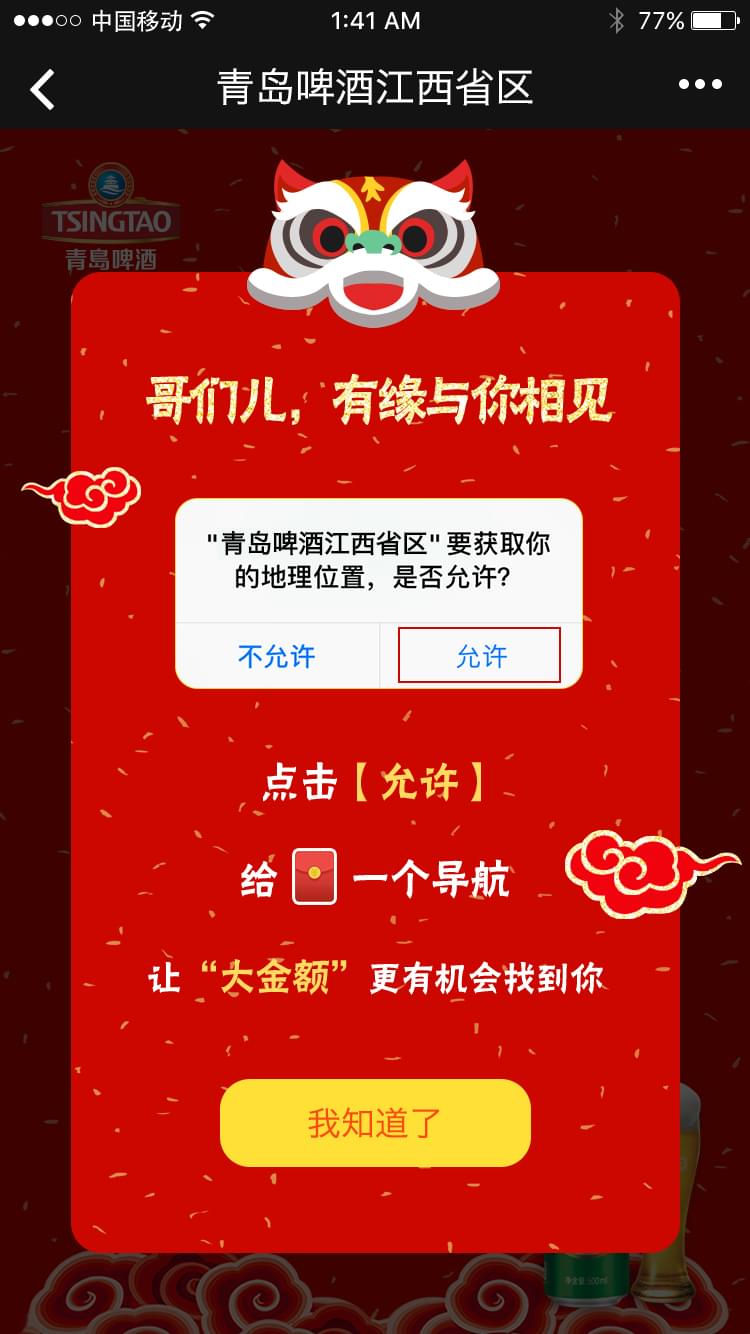 中国移动 1:41 AM 77%
青岛啤酒江西省区
TSINGTAO
青島啤酒
哥们儿，有缘与你相见
"青岛啤酒江西省区"要获取你
的地理位置，是否允许?
不允许 允许
点击【允许】
给 一个导航
让“大金额”更有机会找到你
我知道了
净含量:500ml